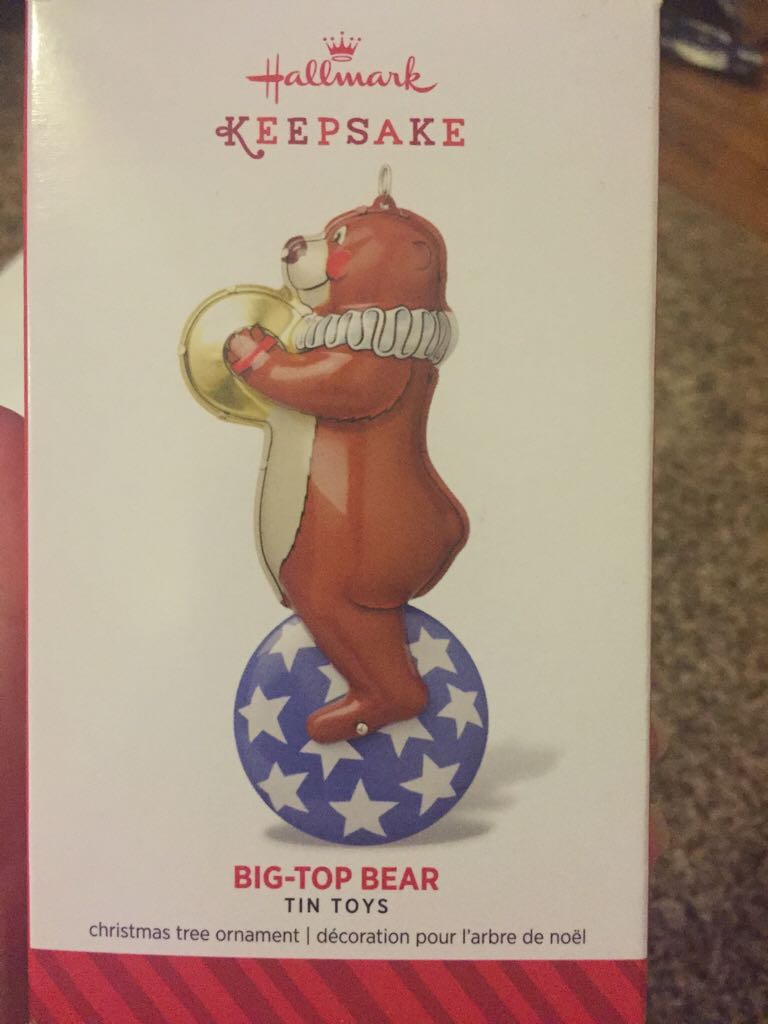 Hallmark
KEEPSAKE
BIG-TOP BEAR
TIN TOYS
christmas tree ornament | décoration pour l'arbre de noël